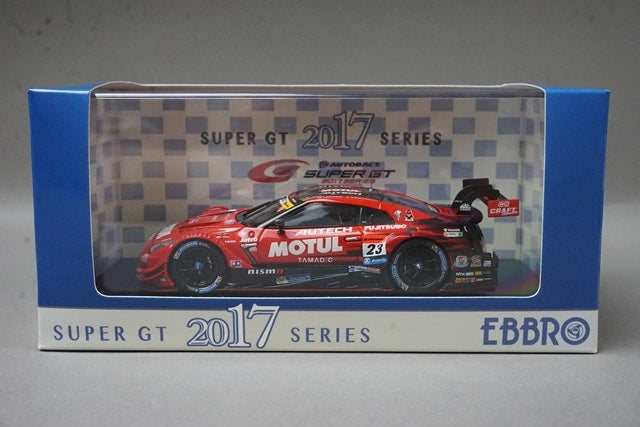 SUPER GT 2017 SERIES
AUTOBACS
SUPER GT
2017 SERIES
CRAFT
AUTECH FUJITSUBO
MOTUL 23
TAMADIC
nismo
SUPER GT 2017 SERIES EBBRO